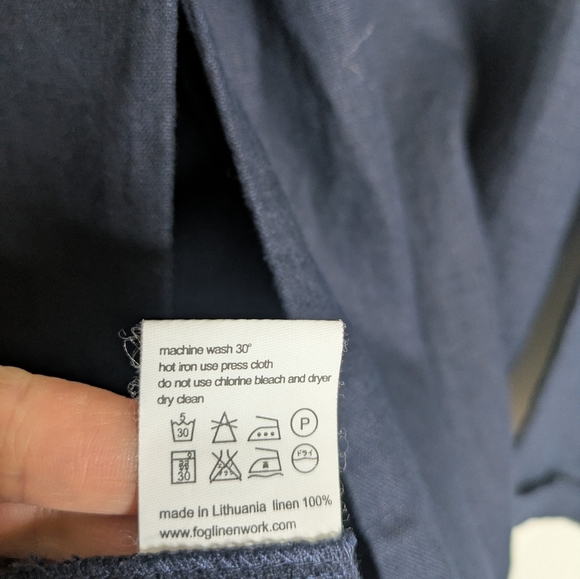 machine wash 30°
hot iron use press cloth
do not use chlorine bleach and dryer
dry clean
5
30
P
30
ドライ
made in Lithuania linen 100%
www.foglinenwork.com